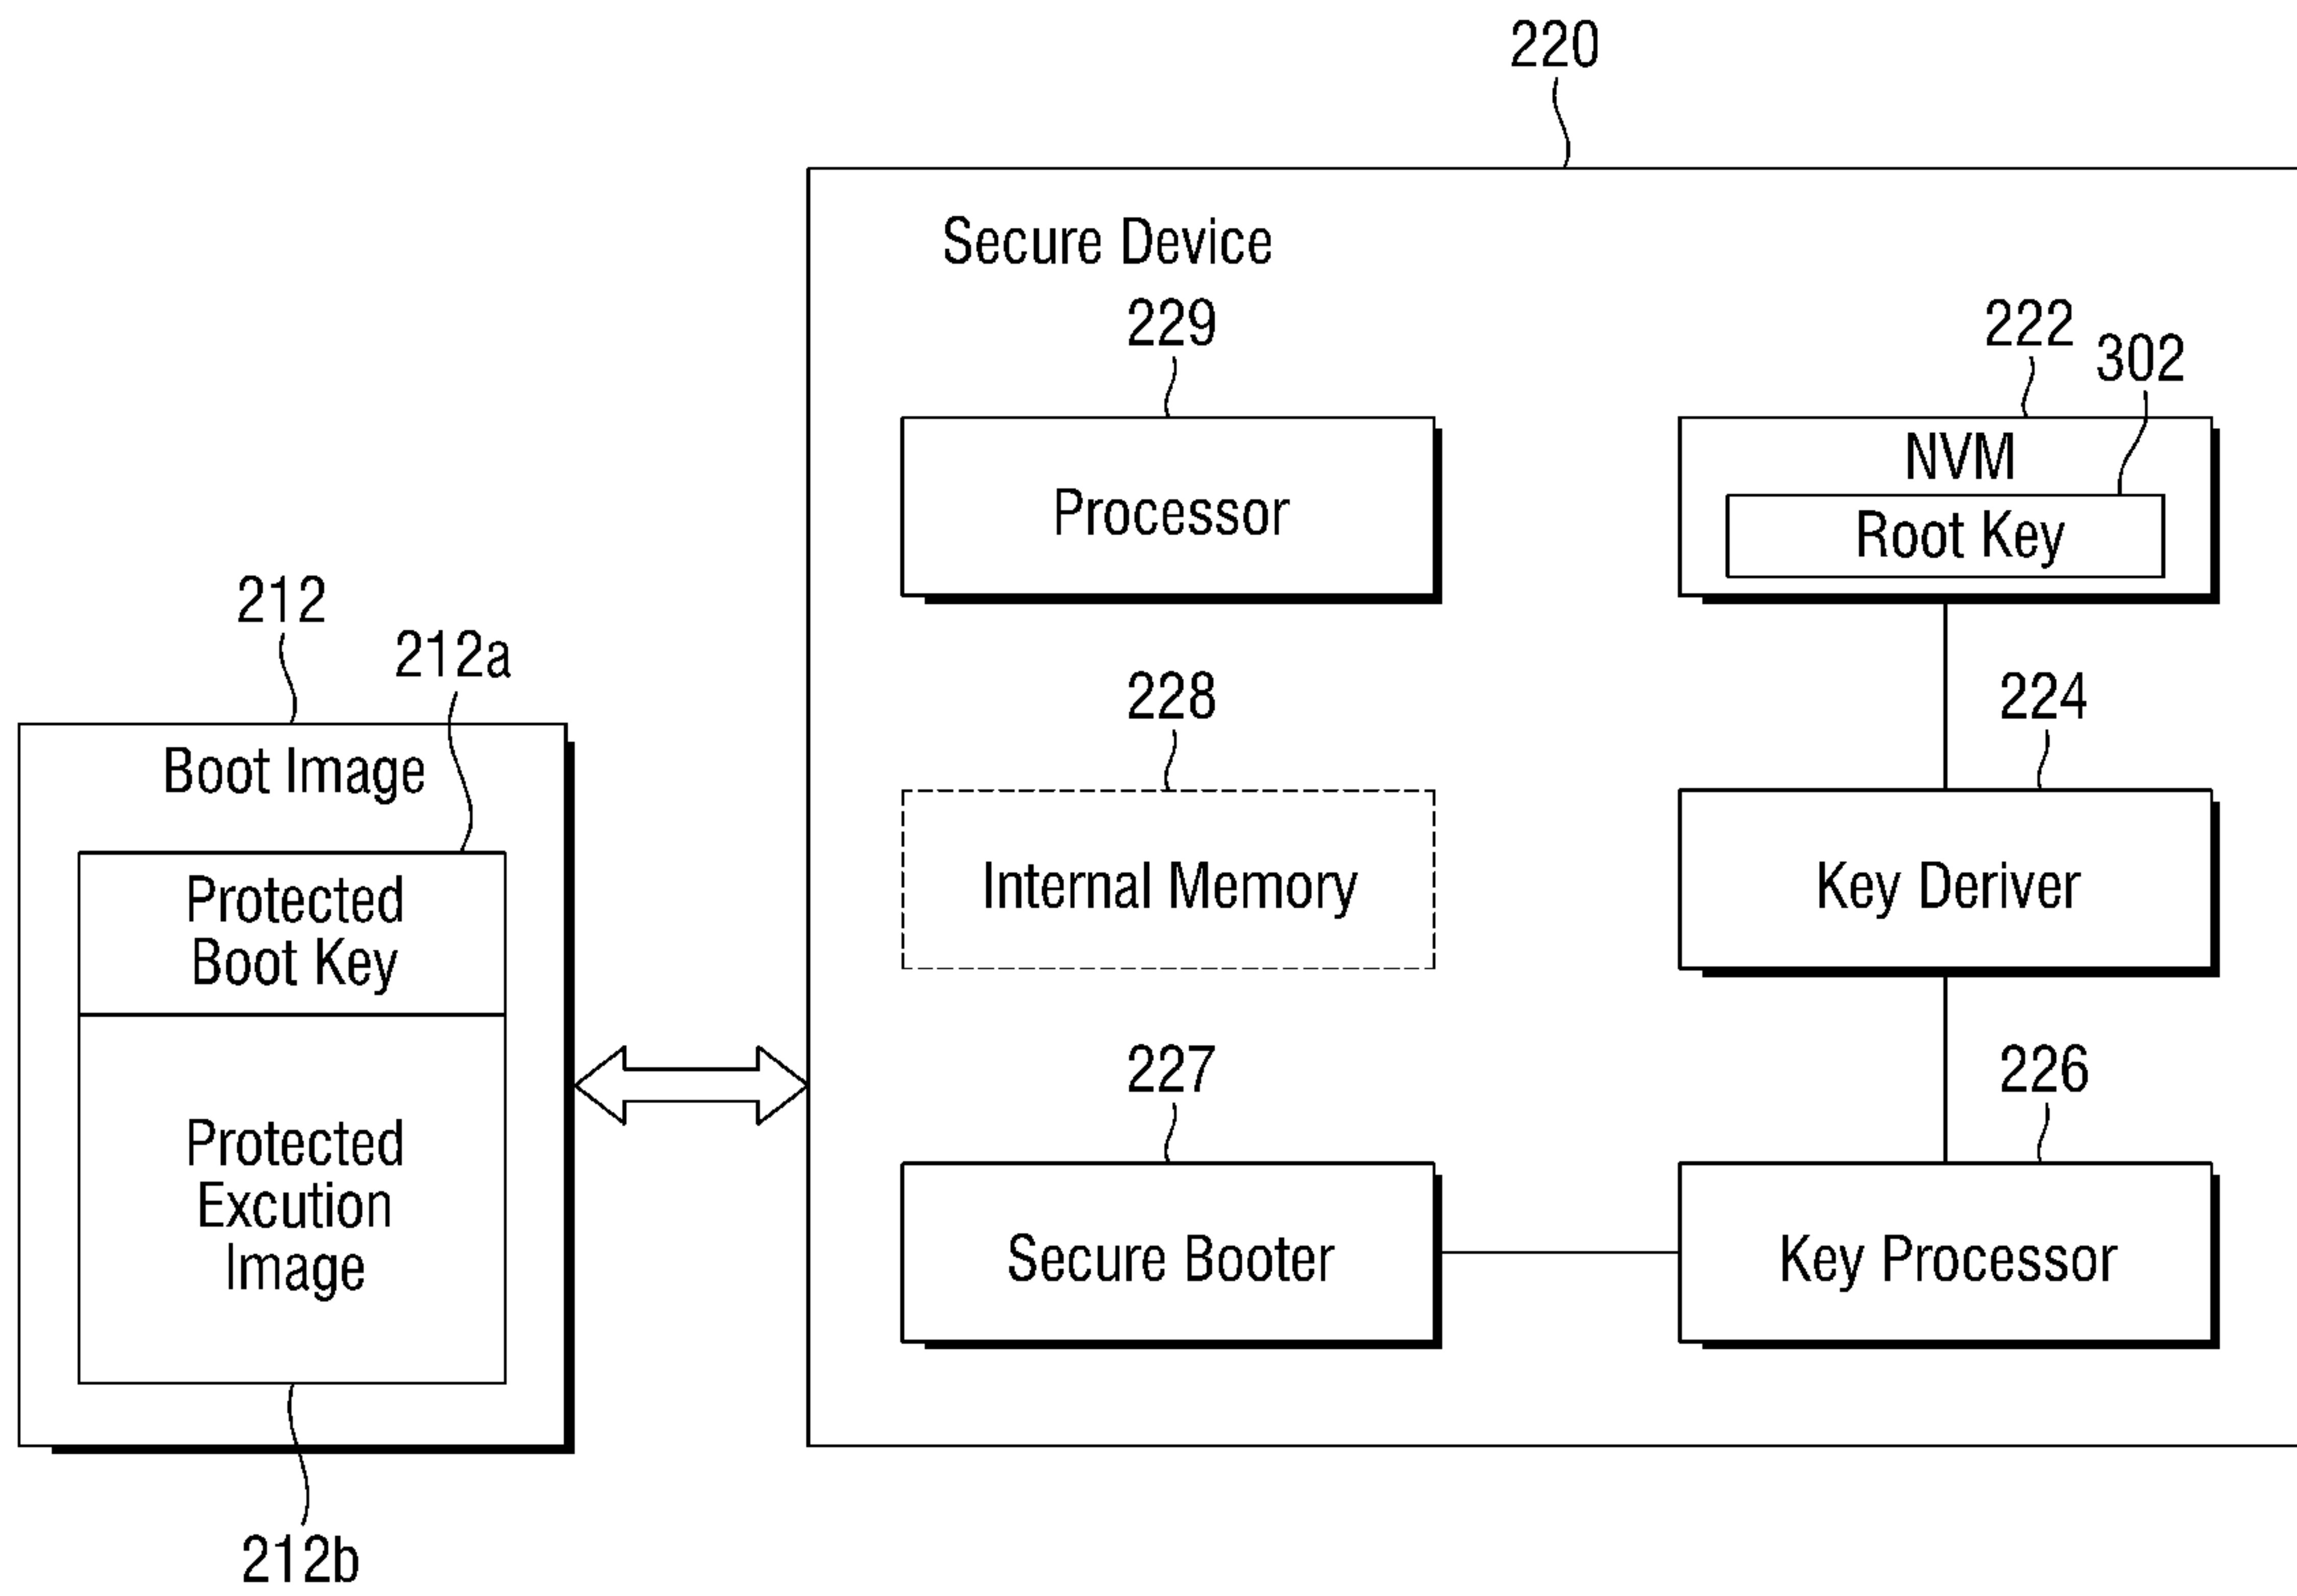 220
Secure Device
229
222
302
Processor
NVM
Root Key
212
212a
228
224
Boot Image
Internal Memory
Key Deriver
Protected
Boot Key
227
226
Protected
Excution
Image
Secure Booter
Key Processor
212b